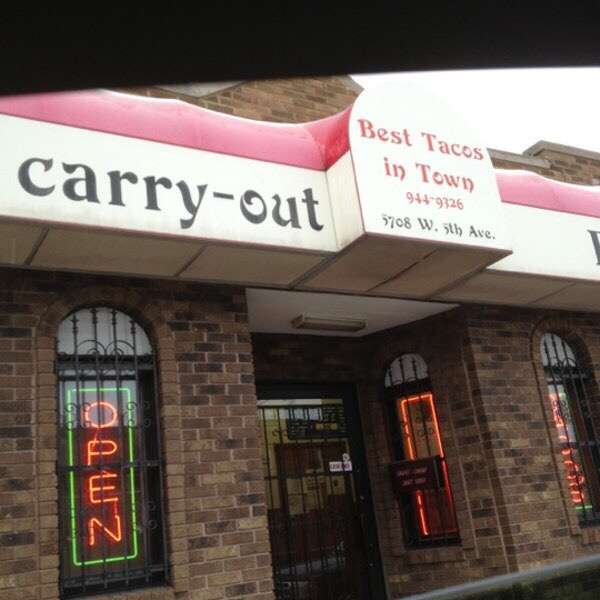 carry-out
Best Tacos
in Town
944-9326
5708 W. 5th Ave.
OPEN